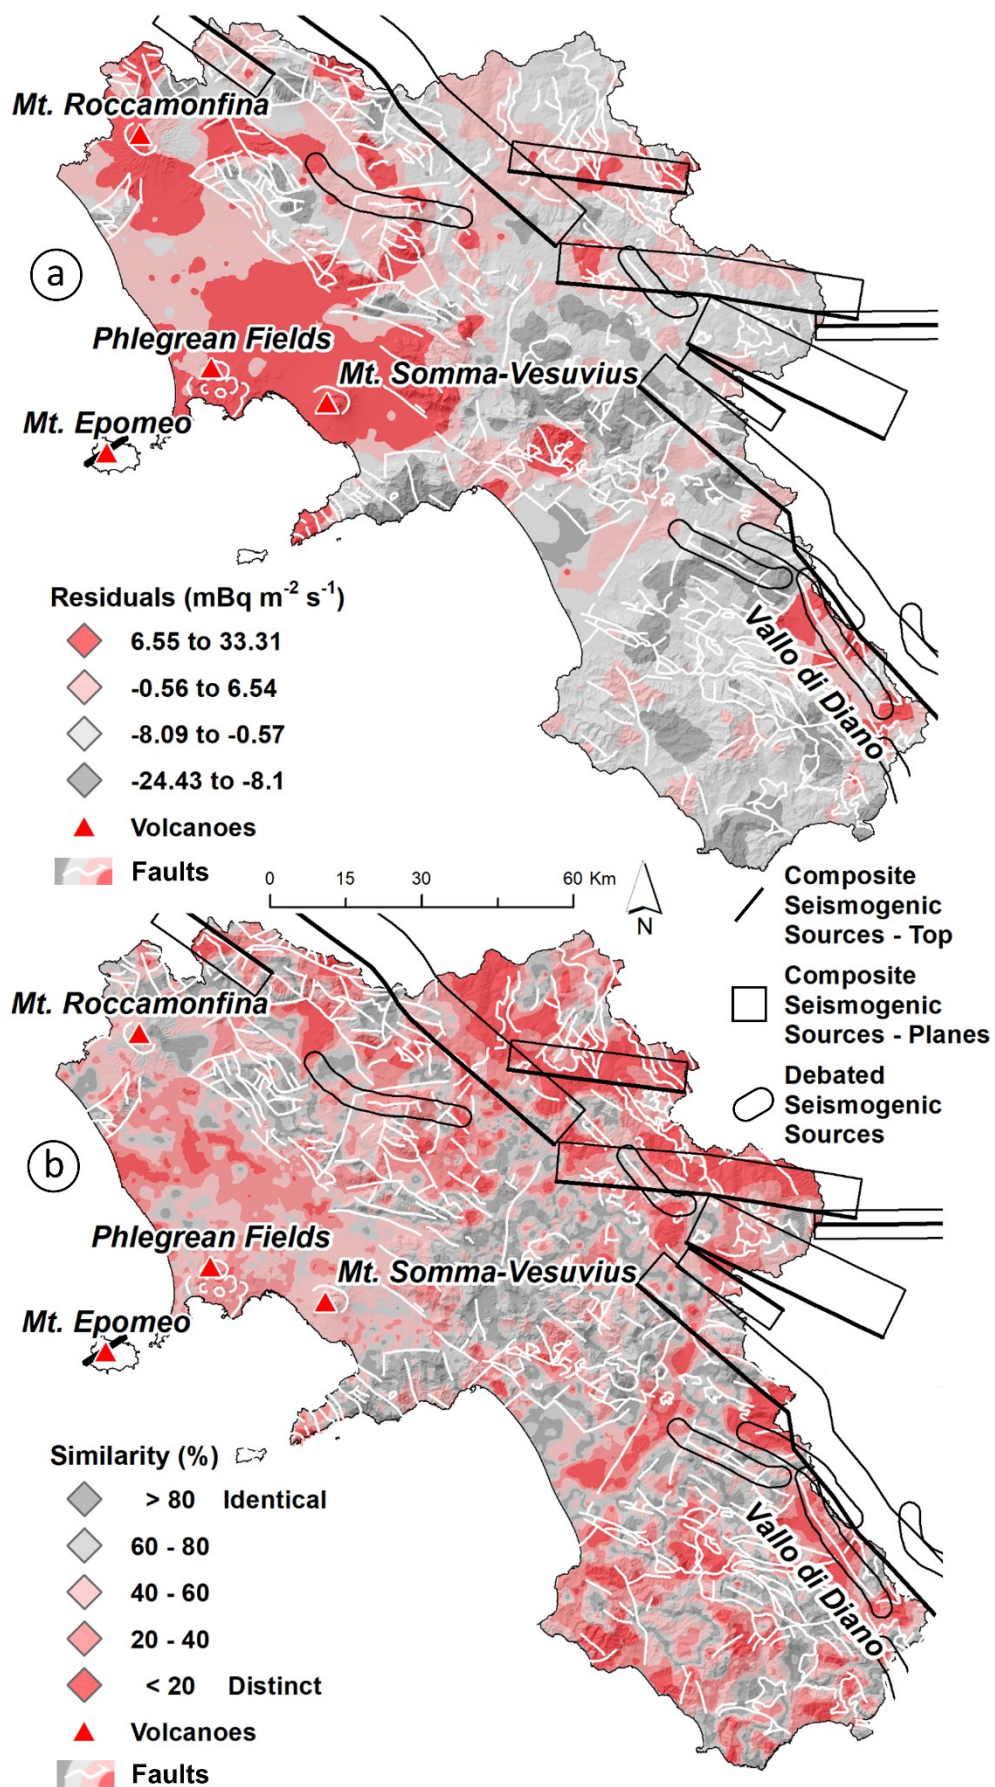 Mt. Roccamonfina
a
Phlegrean Fields
Mt. Somma-Vesuvius
Mt. Epomeo
Vallo di Diano
Residuals (mBq m⁻² s⁻¹)
6.55 to 33.31
-0.56 to 6.54
-8.09 to -0.57
-24.43 to -8.1
Volcanoes
Faults
0 15 30 60 Km
N
Composite
Seismogenic
Sources - Top
Composite
Seismogenic
Sources - Planes
Debated
Seismogenic
Sources
Mt. Roccamonfina
b
Phlegrean Fields
Mt. Somma-Vesuvius
Mt. Epomeo
Vallo di Diano
Similarity (%)
> 80 Identical
60 - 80
40 - 60
20 - 40
< 20 Distinct
Volcanoes
Faults